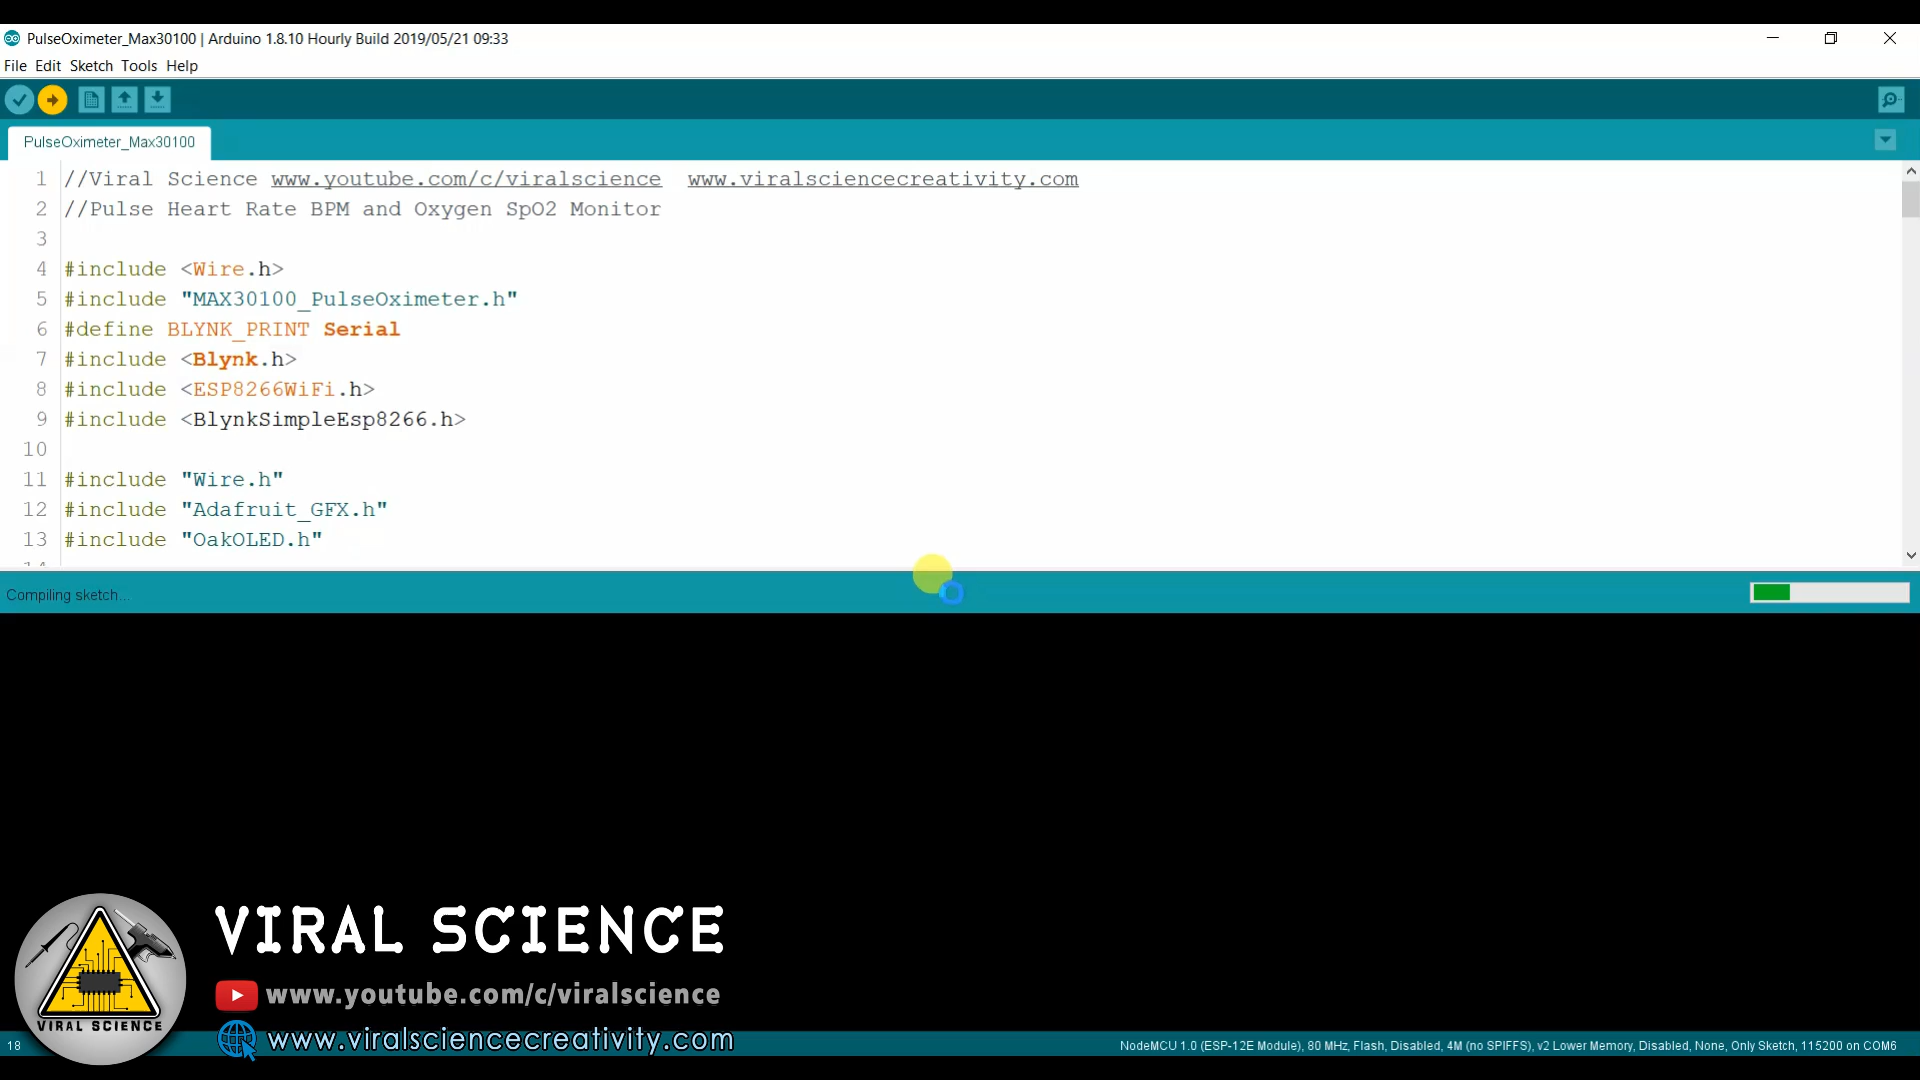 PulseOximeter_Max30100 | Arduino 1.8.10 Hourly Build 2019/05/21 09:33
File Edit Sketch Tools Help
PulseOximeter_Max30100
1 //Viral Science www.youtube.com/c/viralscience  www.viralsciencecreativity.com
2 //Pulse Heart Rate BPM and Oxygen SpO2 Monitor
3
4 #include <Wire.h>
5 #include "MAX30100_PulseOximeter.h"
6 #define BLYNK_PRINT Serial
7 #include <Blynk.h>
8 #include <ESP8266WiFi.h>
9 #include <BlynkSimpleEsp8266.h>
10
11 #include "Wire.h"
12 #include "Adafruit_GFX.h"
13 #include "OakOLED.h"
Compiling sketch...
VIRAL SCIENCE
www.youtube.com/c/viralscience
www.viralsciencecreativity.com
VIRAL SCIENCE
18
NodeMCU 1.0 (ESP-12E Module), 80 MHz, Flash, Disabled, 4M (no SPIFFS), v2 Lower Memory, Disabled, None, Only Sketch, 115200 on COM6